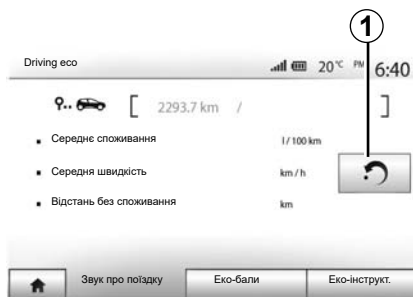 1
Driving eco 20°C PM 6:40
[ 2293.7 km / ]
Середнє споживання l / 100 km
Середня швидкість km / h
Відстань без споживання km
Звук про поїздку Еко-бали Еко-інструкт.